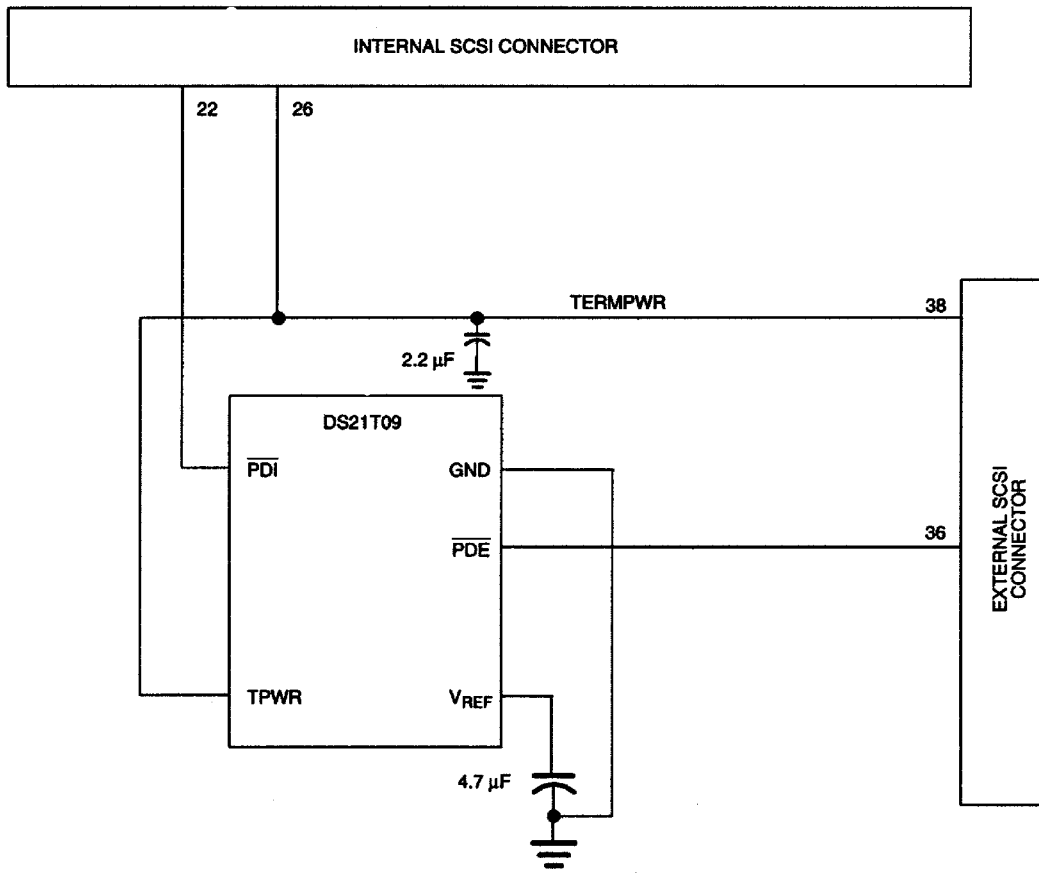 INTERNAL SCSI CONNECTOR
22
26
TERMPWR
38
2.2 µF
DS21T09
PDI
GND
36
PDE
EXTERNAL SCSI
CONNECTOR
TPWR
VREF
4.7 µF